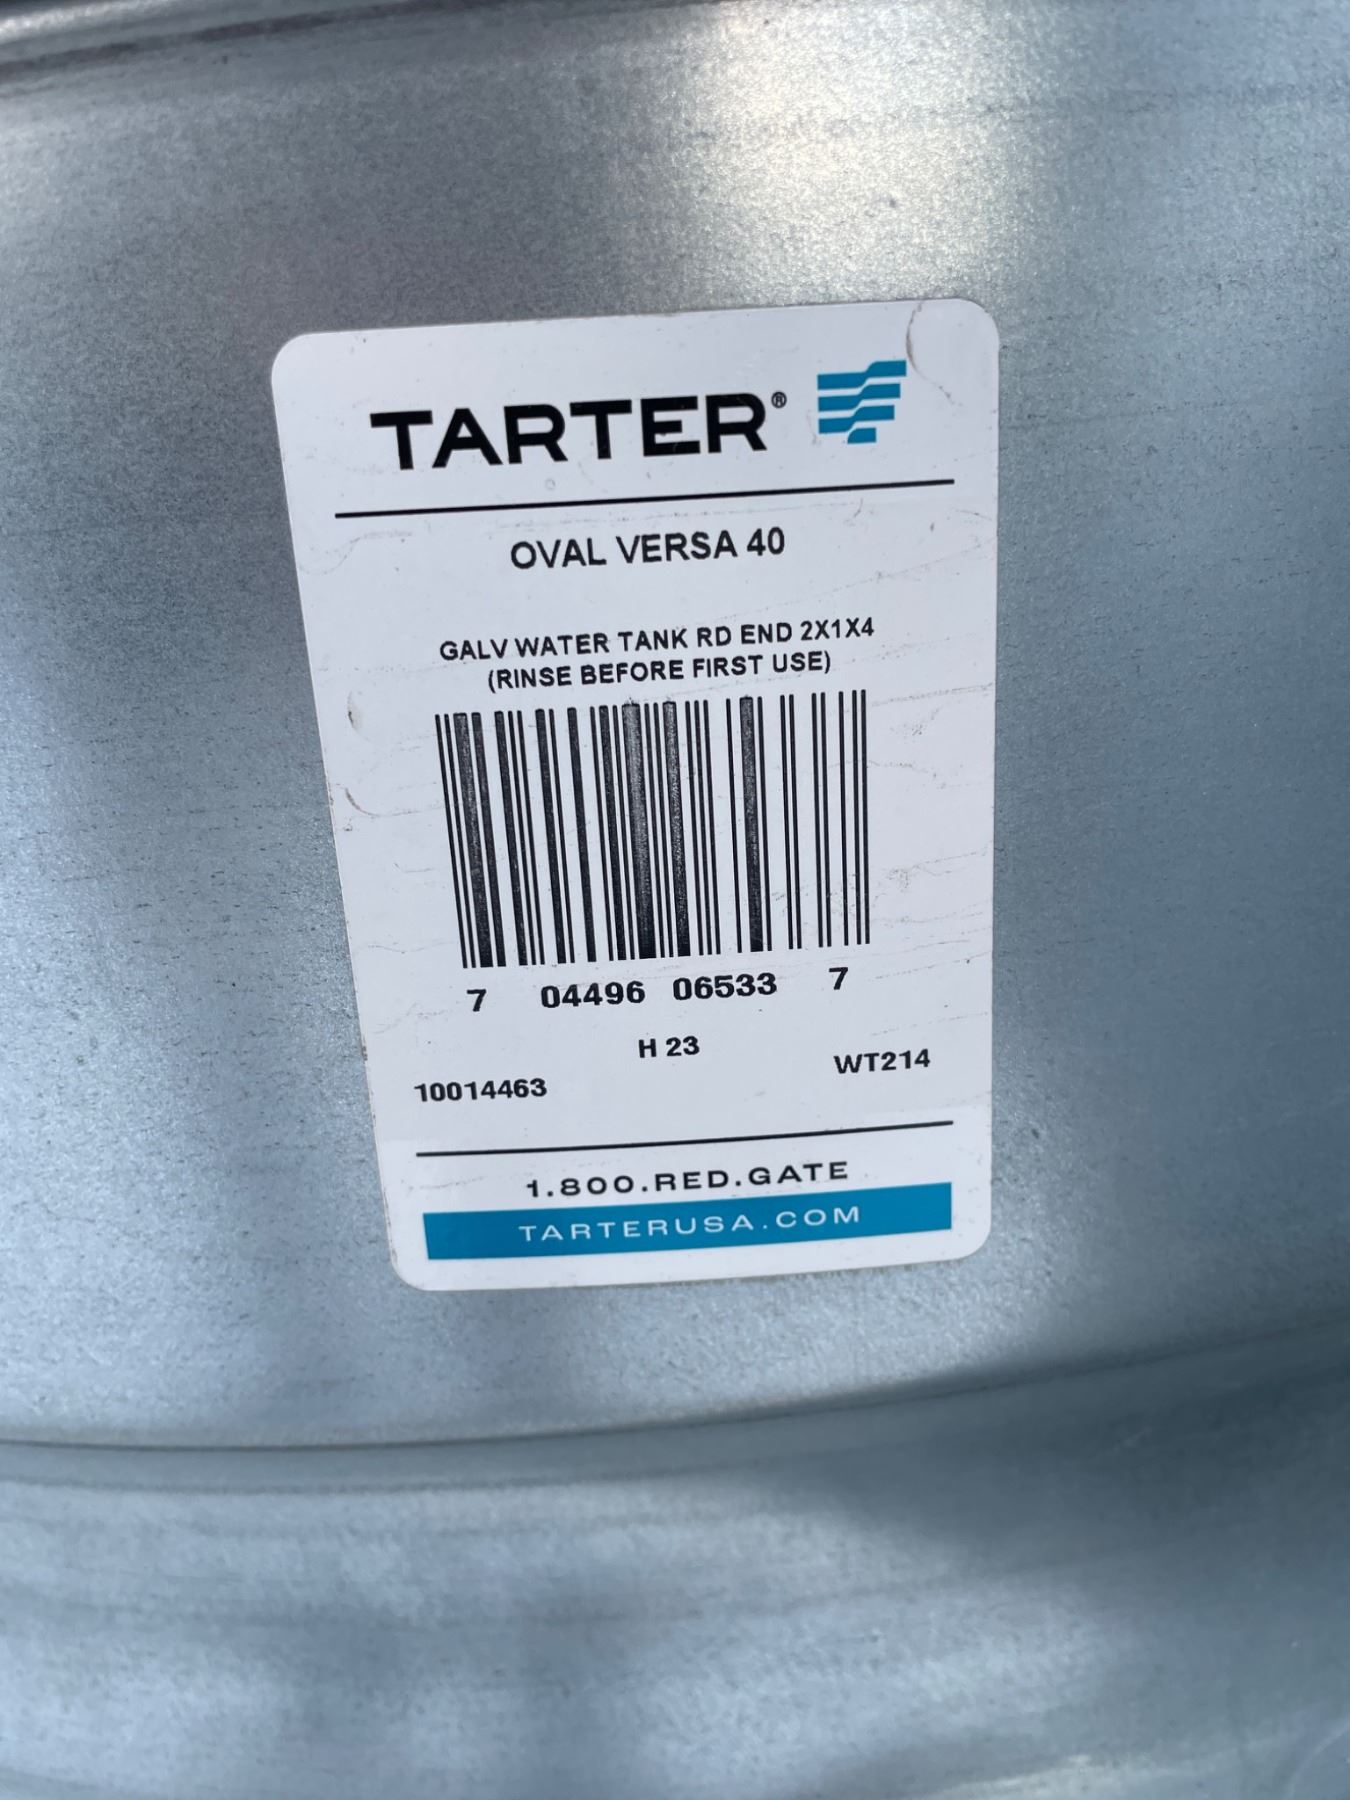 TARTER®
OVAL VERSA 40
GALV WATER TANK RD END 2X1X4
(RINSE BEFORE FIRST USE)
7 04496 06533 7
H 23
10014463 WT214
1.800.RED.GATE
TARTERUSA.COM